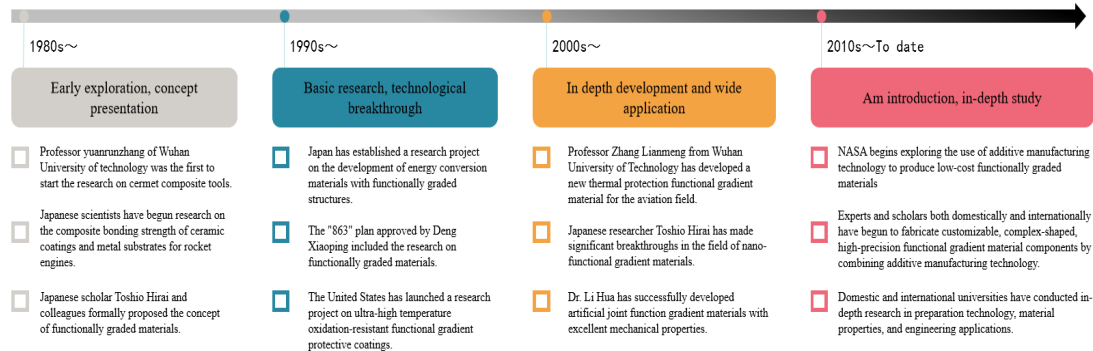 1980s～
Early exploration, concept
presentation
Professor yuanrunzhang of Wuhan
University of technology was the first to
start the research on cermet composite tools.
Japanese scientists have begun research on
the composite bonding strength of ceramic
coatings and metal substrates for rocket
engines.
Japanese scholar Toshio Hirai and
colleagues formally proposed the concept
of functionally graded materials.
1990s～
Basic research, technological
breakthrough
Japan has established a research project
on the development of energy conversion
materials with functionally graded
structures.
The "863" plan approved by Deng
Xiaoping included the research on
functionally graded materials.
The United States has launched a research
project on ultra-high temperature
oxidation-resistant functional gradient
protective coatings.
2000s～
In depth development and wide
application
Professor Zhang Lianmeng from Wuhan
University of Technology has developed a
new thermal protection functional gradient
material for the aviation field.
Japanese researcher Toshio Hirai has made
significant breakthroughs in the field of nano-
functional gradient materials.
Dr. Li Hua has successfully developed
artificial joint function gradient materials with
excellent mechanical properties.
2010s～To date
Am introduction, in-depth study
NASA begins exploring the use of additive manufacturing
technology to produce low-cost functionally graded
materials
Experts and scholars both domestically and internationally
have begun to fabricate customizable, complex-shaped,
high-precision functional gradient material components by
combining additive manufacturing technology.
Domestic and international universities have conducted in-
depth research in preparation technology, material
properties, and engineering applications.